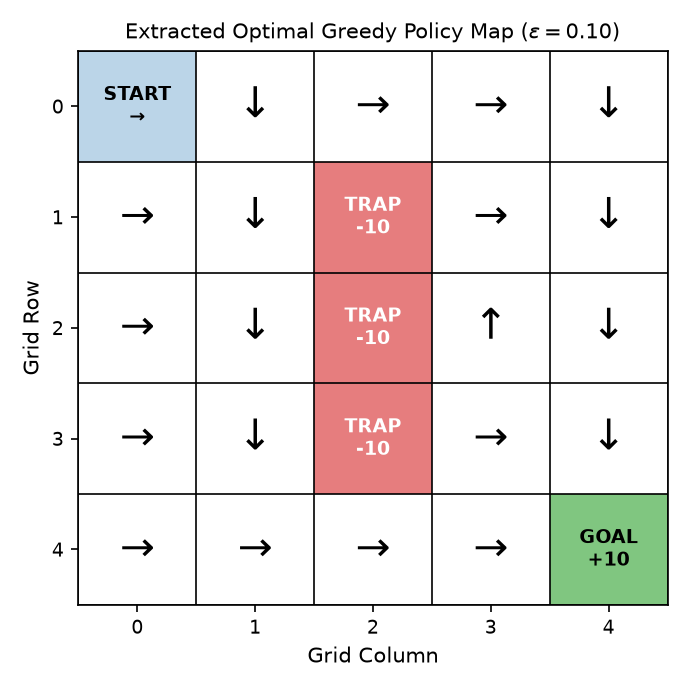 Extracted Optimal Greedy Policy Map (ε = 0.10)
START
→ ↓ → → ↓
0
TRAP
-10
1 → ↓ → ↓
TRAP
-10
2 → ↓ ↑ ↓
TRAP
-10
3 → ↓ → ↓
GOAL
+10
4 → → → →
0 1 2 3 4
Grid Column
Grid Row